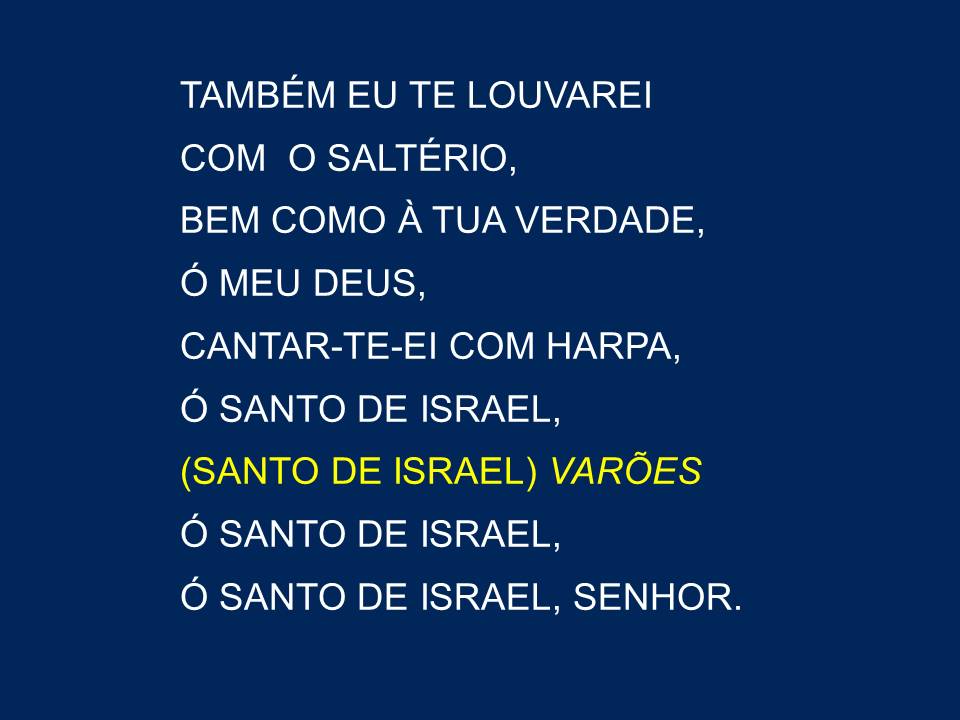 TAMBÉM EU TE LOUVAREI
COM  O SALTÉRIO,
BEM COMO À TUA VERDADE,
Ó MEU DEUS,
CANTAR-TE-EI COM HARPA,
Ó SANTO DE ISRAEL,
(SANTO DE ISRAEL) VARÕES
Ó SANTO DE ISRAEL,
Ó SANTO DE ISRAEL, SENHOR.